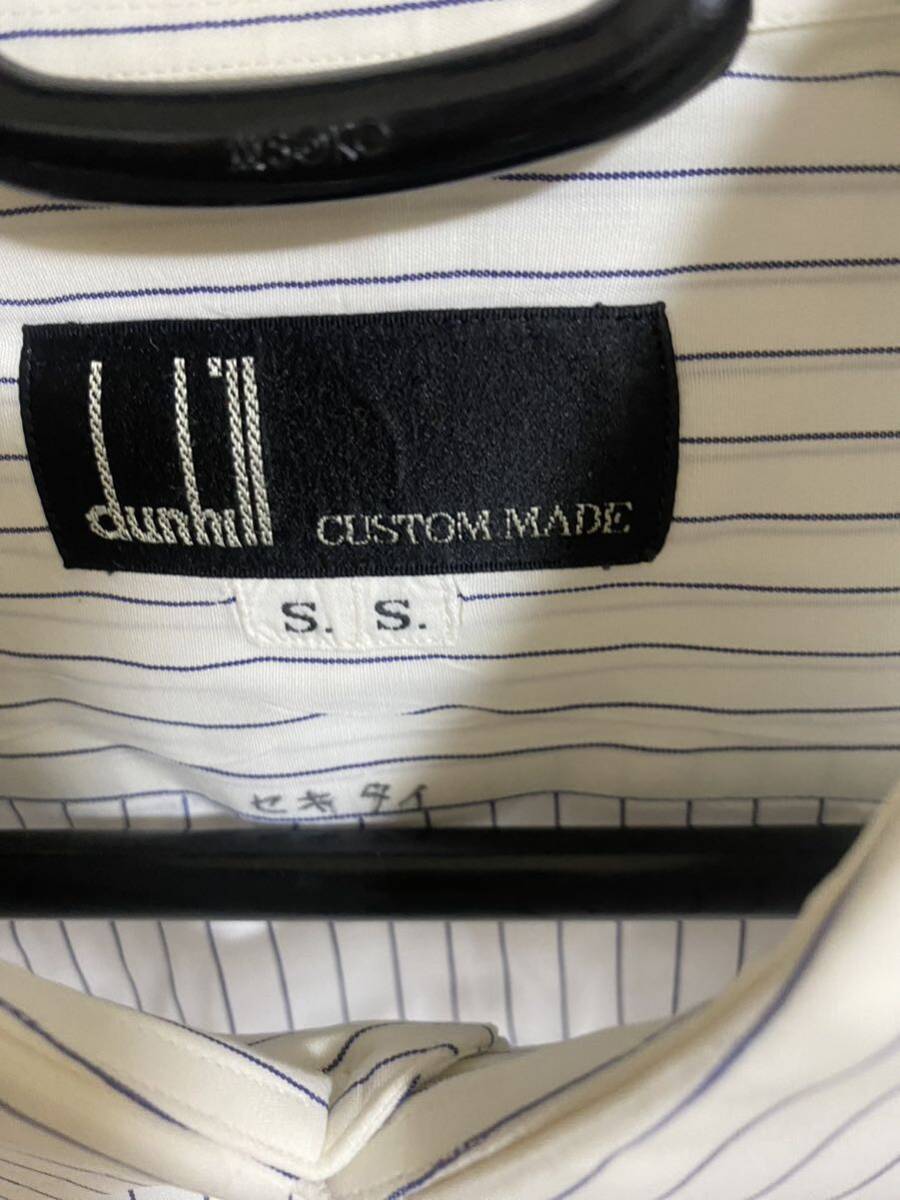 dunhill CUSTOM MADE
S. S.
セキタイ